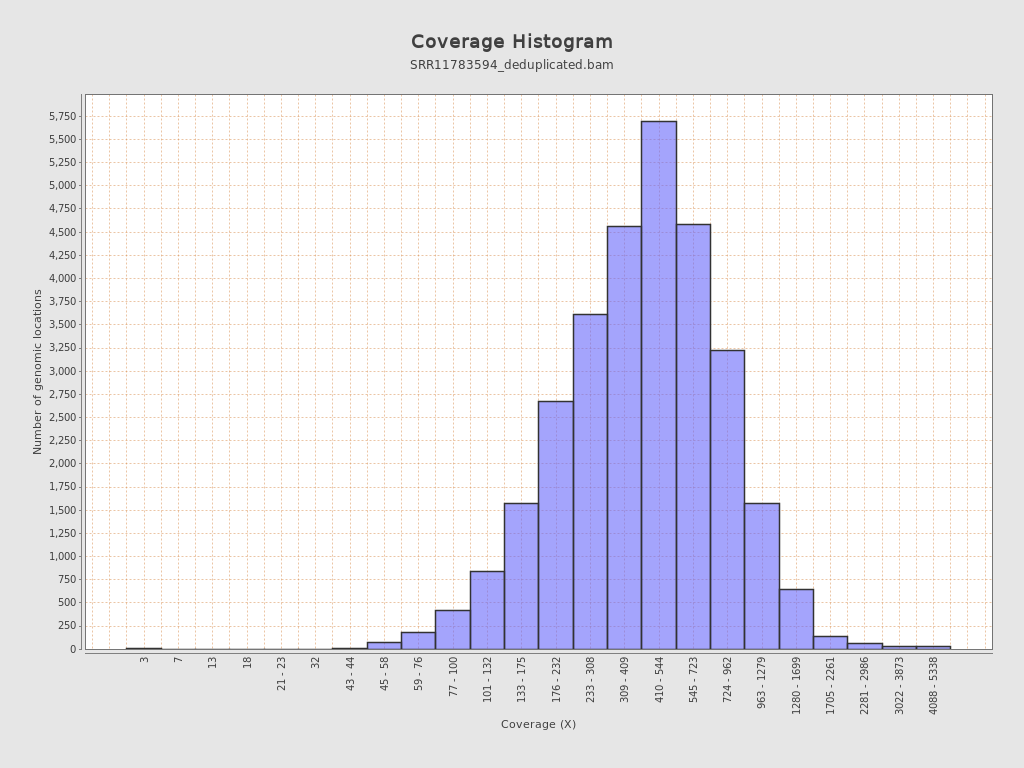 Coverage Histogram
SRR11783594_deduplicated.bam
Number of genomic locations
5,750
5,500
5,250
5,000
4,750
4,500
4,250
4,000
3,750
3,500
3,250
3,000
2,750
2,500
2,250
2,000
1,750
1,500
1,250
1,000
750
500
250
0
3
7
13
18
21 - 23
32
43 - 44
45 - 58
59 - 76
77 - 100
101 - 132
133 - 175
176 - 232
233 - 308
309 - 409
410 - 544
545 - 723
724 - 962
963 - 1279
1280 - 1699
1705 - 2261
2281 - 2986
3022 - 3873
4088 - 5338
Coverage (X)